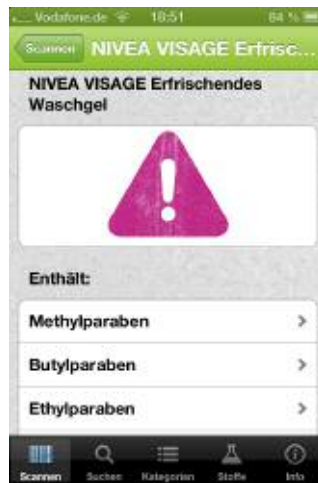 Vodafone.de 18:51 84 %
Scannen NIVEA VISAGE Erfrisc...
NIVEA VISAGE Erfrischendes
Waschgel
Enthält:
Methylparaben
Butylparaben
Ethylparaben
Scannen Suchen Kategorien Stoffe Info